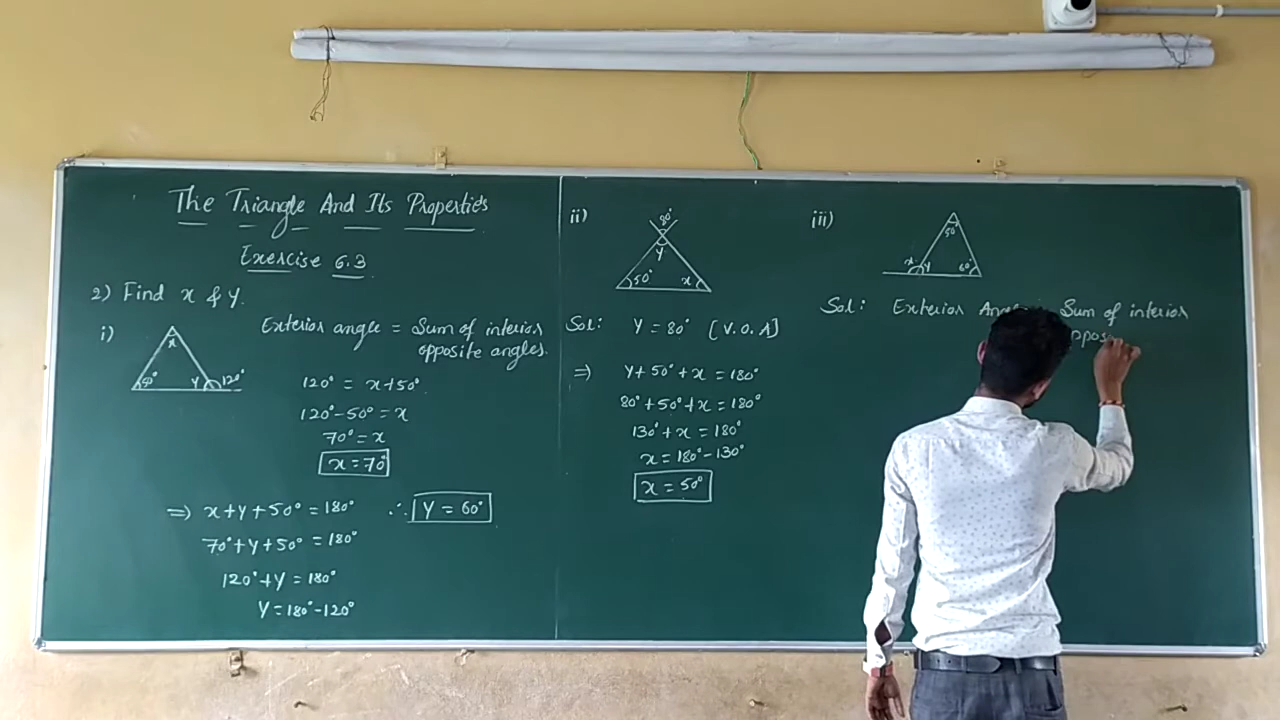 The Triangle And Its Properties
Exercise 6.3
2) Find x & y.
i)
x
50°
y
120°
Exterior angle = Sum of interior
opposite angles.
120° = x+50°
120°-50° = x
70° = x
x = 70°
=> x+y+50° = 180°
70°+y+50° = 180°
120°+y = 180°
y = 180°-120°
∴ y = 60°
ii)
80°
y
50°
x
Sol: y = 80° [V.O.A]
=> y+50°+x = 180°
80°+50°+x = 180°
130°+x = 180°
x = 180°-130°
x = 50°
iii)
50°
x
y
60°
Sol: Exterior Sum of interior